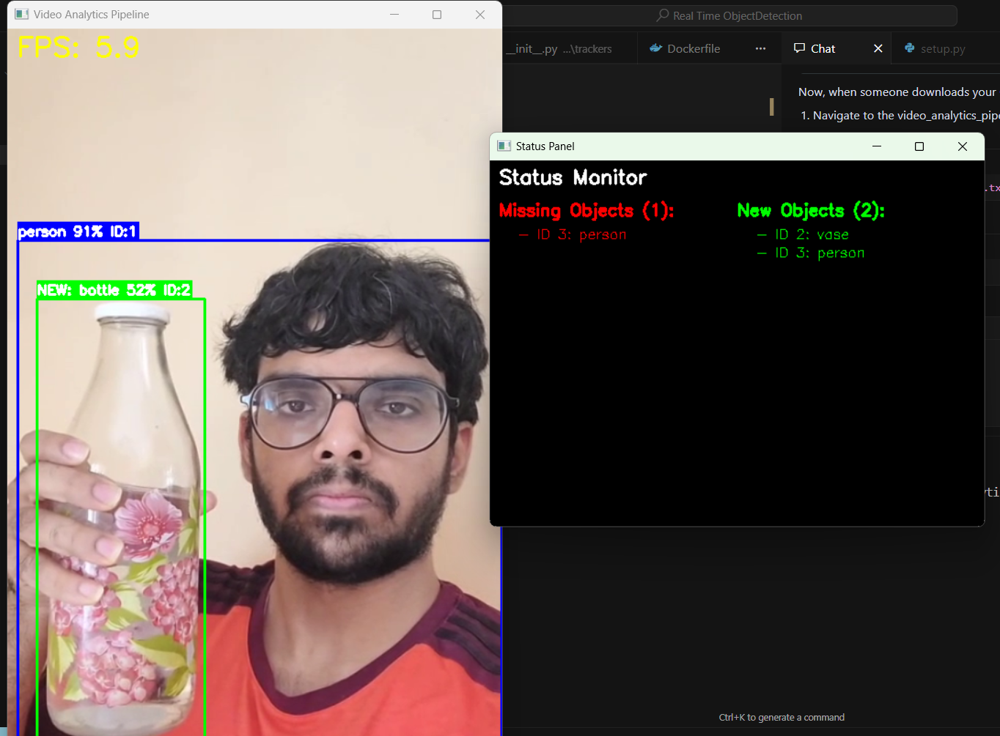 Video Analytics Pipeline
FPS: 5.9
person 91% ID:1
NEW: bottle 52% ID:2
Real Time ObjectDetection
__init__.py ...\trackers
Dockerfile
...
Chat
setup.py
Now, when someone downloads your
1. Navigate to the video_analytics_pip
.tx
Status Panel
Status Monitor
Missing Objects (1):
- ID 3: person
New Objects (2):
- ID 2: vase
- ID 3: person
yti
Ctrl+K to generate a command